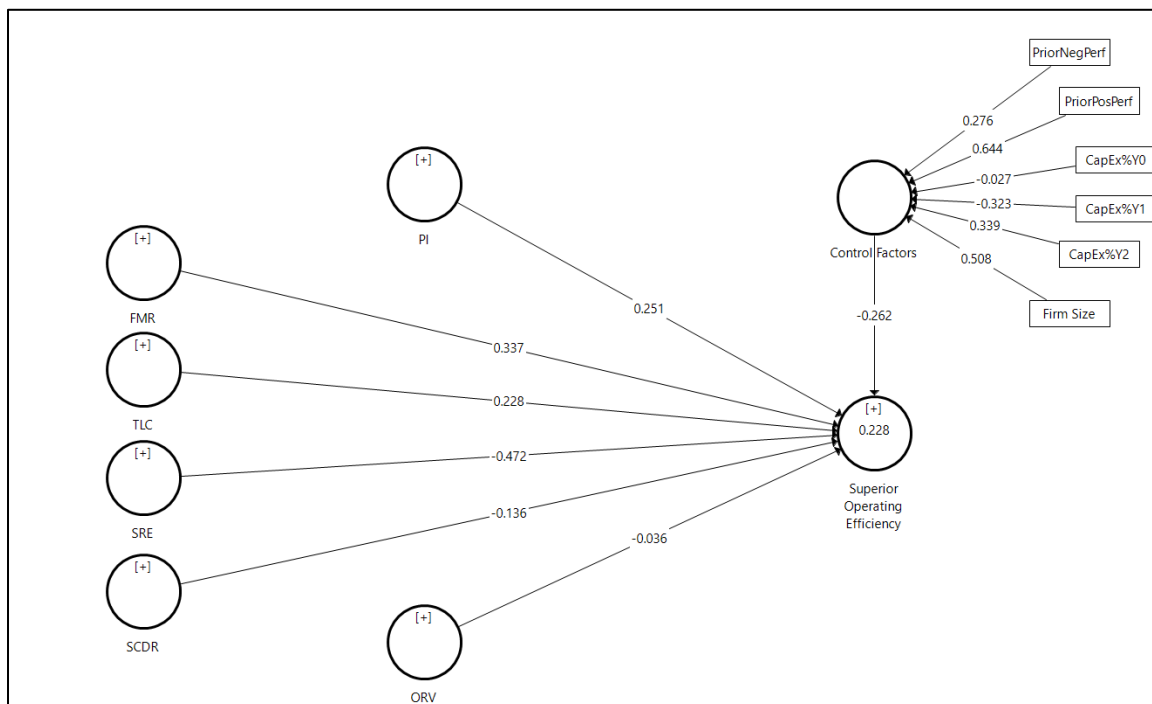 PriorNegPerf
PriorPosPerf
0.276
[+]
0.644
CapEx%Y0
-0.027
CapEx%Y1
-0.323
0.339
[+]
PI
Control Factors
CapEx%Y2
0.508
0.251
Firm Size
FMR
-0.262
[+]
0.337
0.228
[+]
TLC
0.228
[+]
-0.472
Superior
Operating
Efficiency
-0.136
SRE
-0.036
[+]
[+]
SCDR
ORV